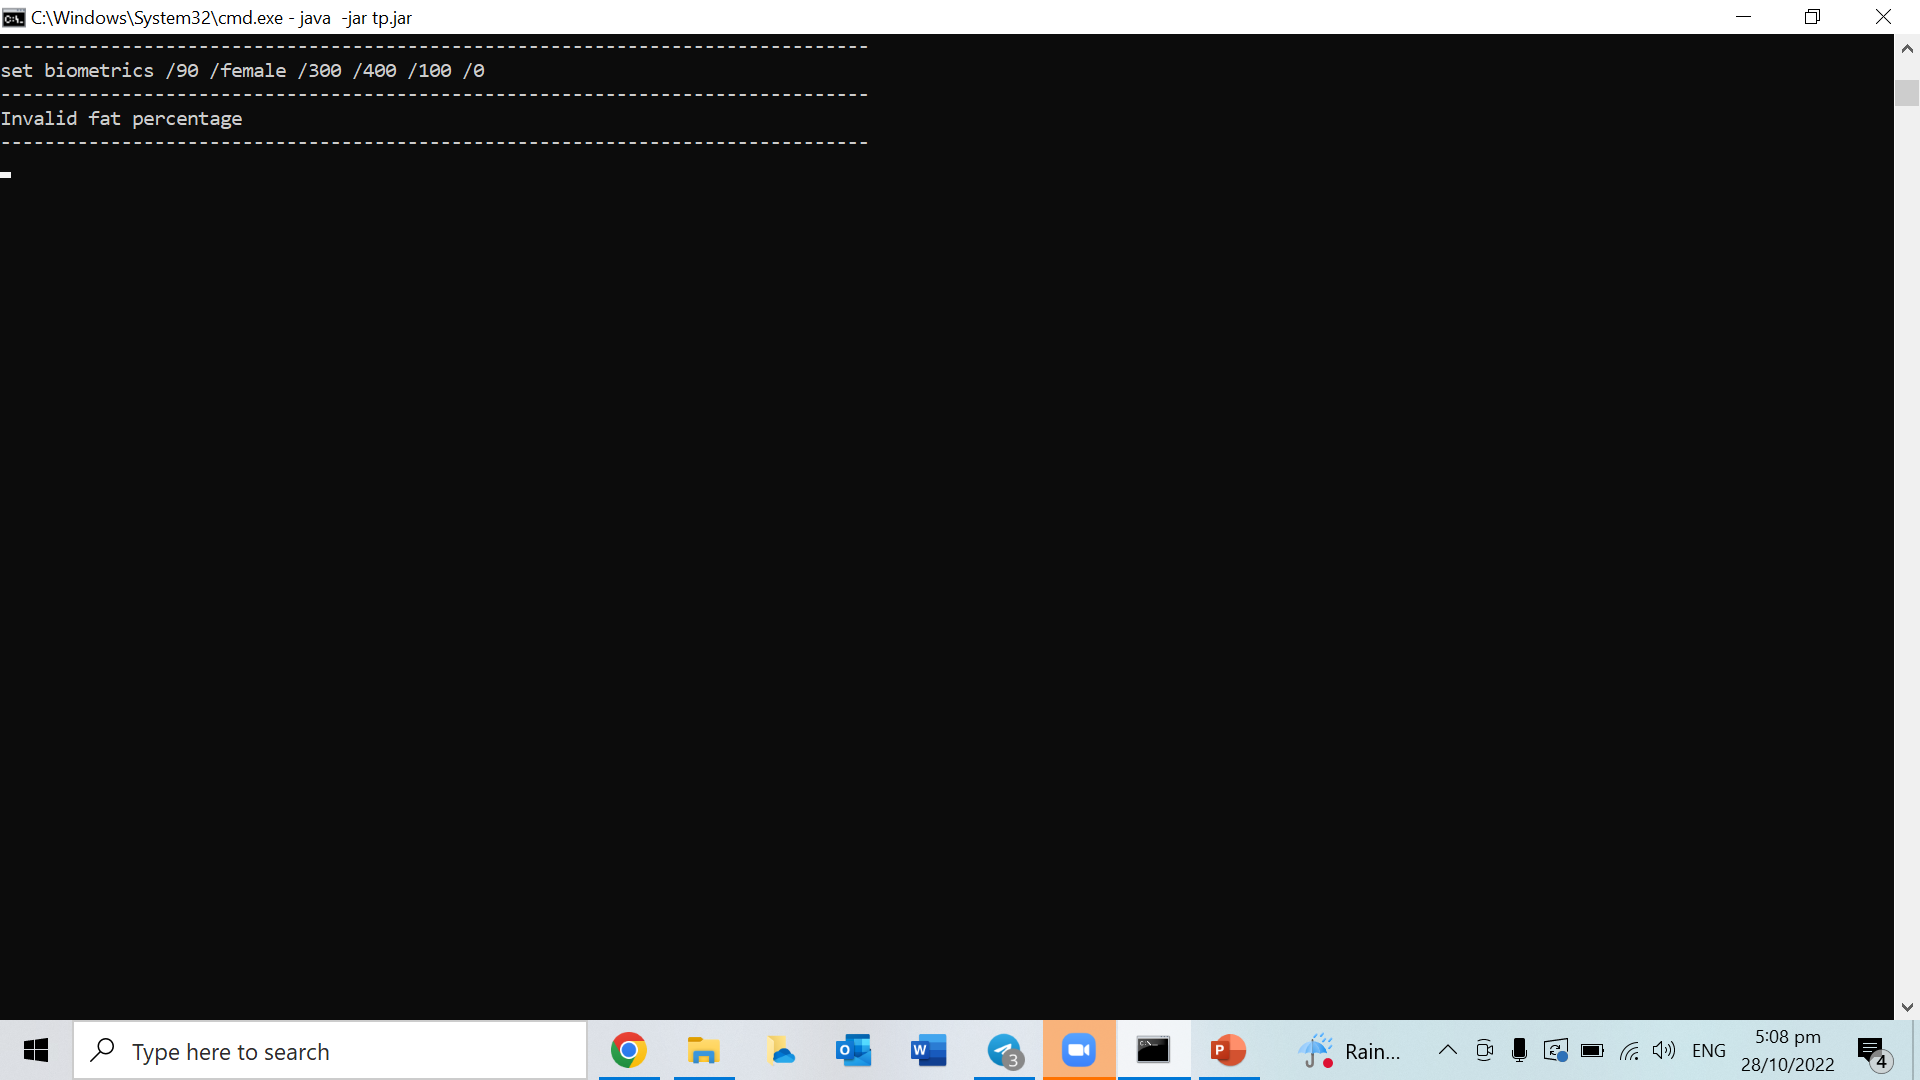 C:\Windows\System32\cmd.exe - java  -jar tp.jar
-------------------------------------------------------------------------------
set biometrics /90 /female /300 /400 /100 /0
-------------------------------------------------------------------------------
Invalid fat percentage
-------------------------------------------------------------------------------
Type here to search
3
Rain...
ENG
5:08 pm
28/10/2022
4